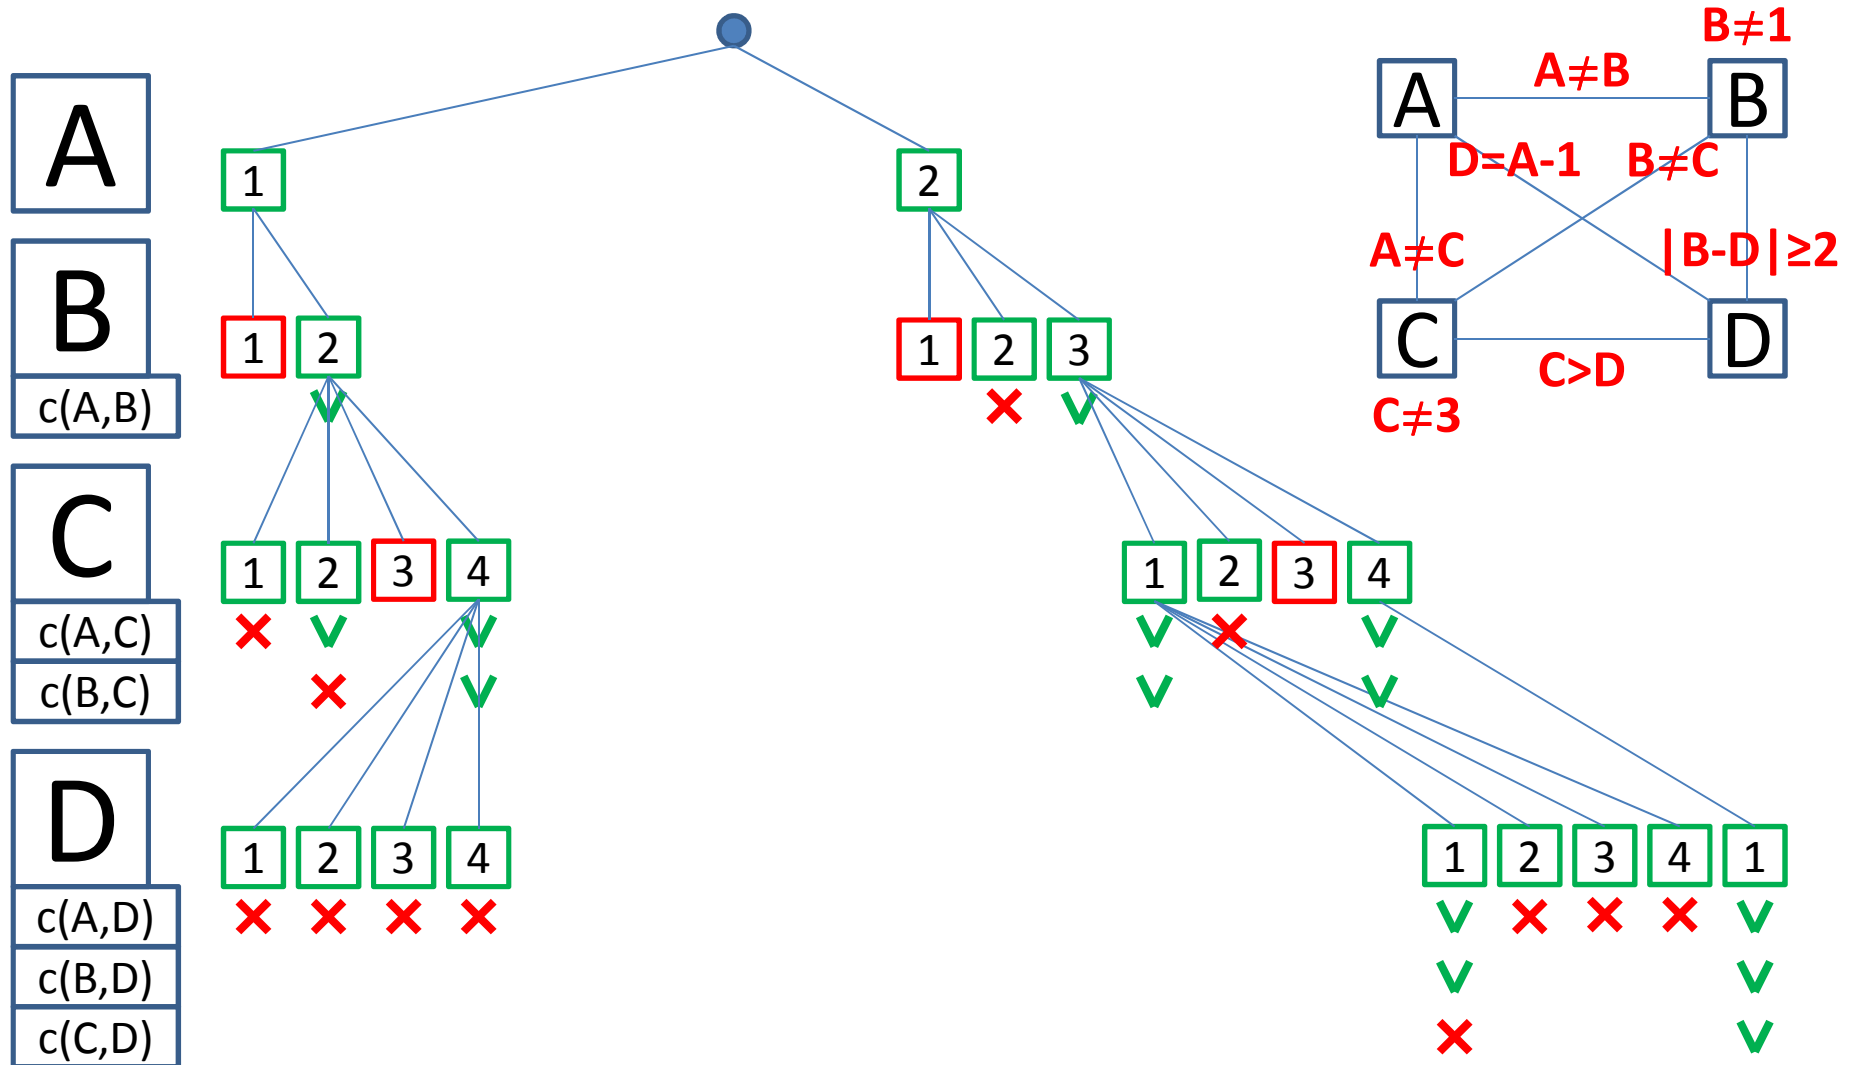 B≠1
A≠B
A
A
B
1
2
D=A-1
B≠C
B
A≠C
|B-D|≥2
1
2
1
2
3
C
D
C>D
c(A,B)
C≠3
C
1
2
3
4
1
2
3
4
c(A,C)
c(B,C)
D
1
2
3
4
1
2
3
4
1
c(A,D)
c(B,D)
c(C,D)